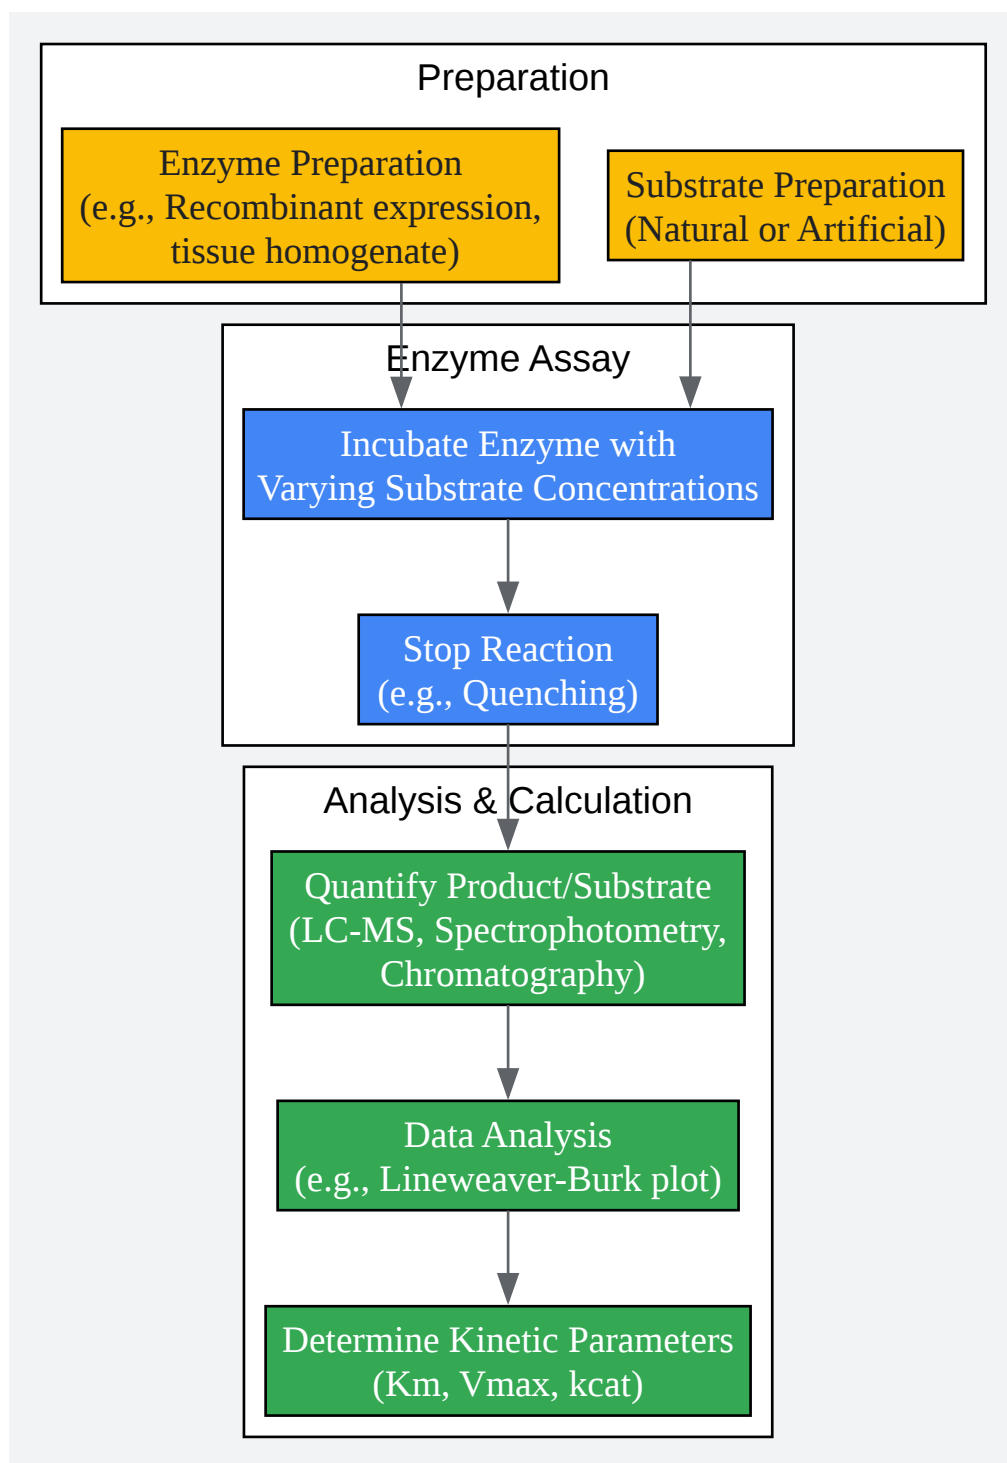 Preparation
Enzyme Preparation
(e.g., Recombinant expression,
tissue homogenate)
Substrate Preparation
(Natural or Artificial)
Enzyme Assay
Incubate Enzyme with
Varying Substrate Concentrations
Stop Reaction
(e.g., Quenching)
Analysis & Calculation
Quantify Product/Substrate
(LC-MS, Spectrophotometry,
Chromatography)
Data Analysis
(e.g., Lineweaver-Burk plot)
Determine Kinetic Parameters
(Km, Vmax, kcat)